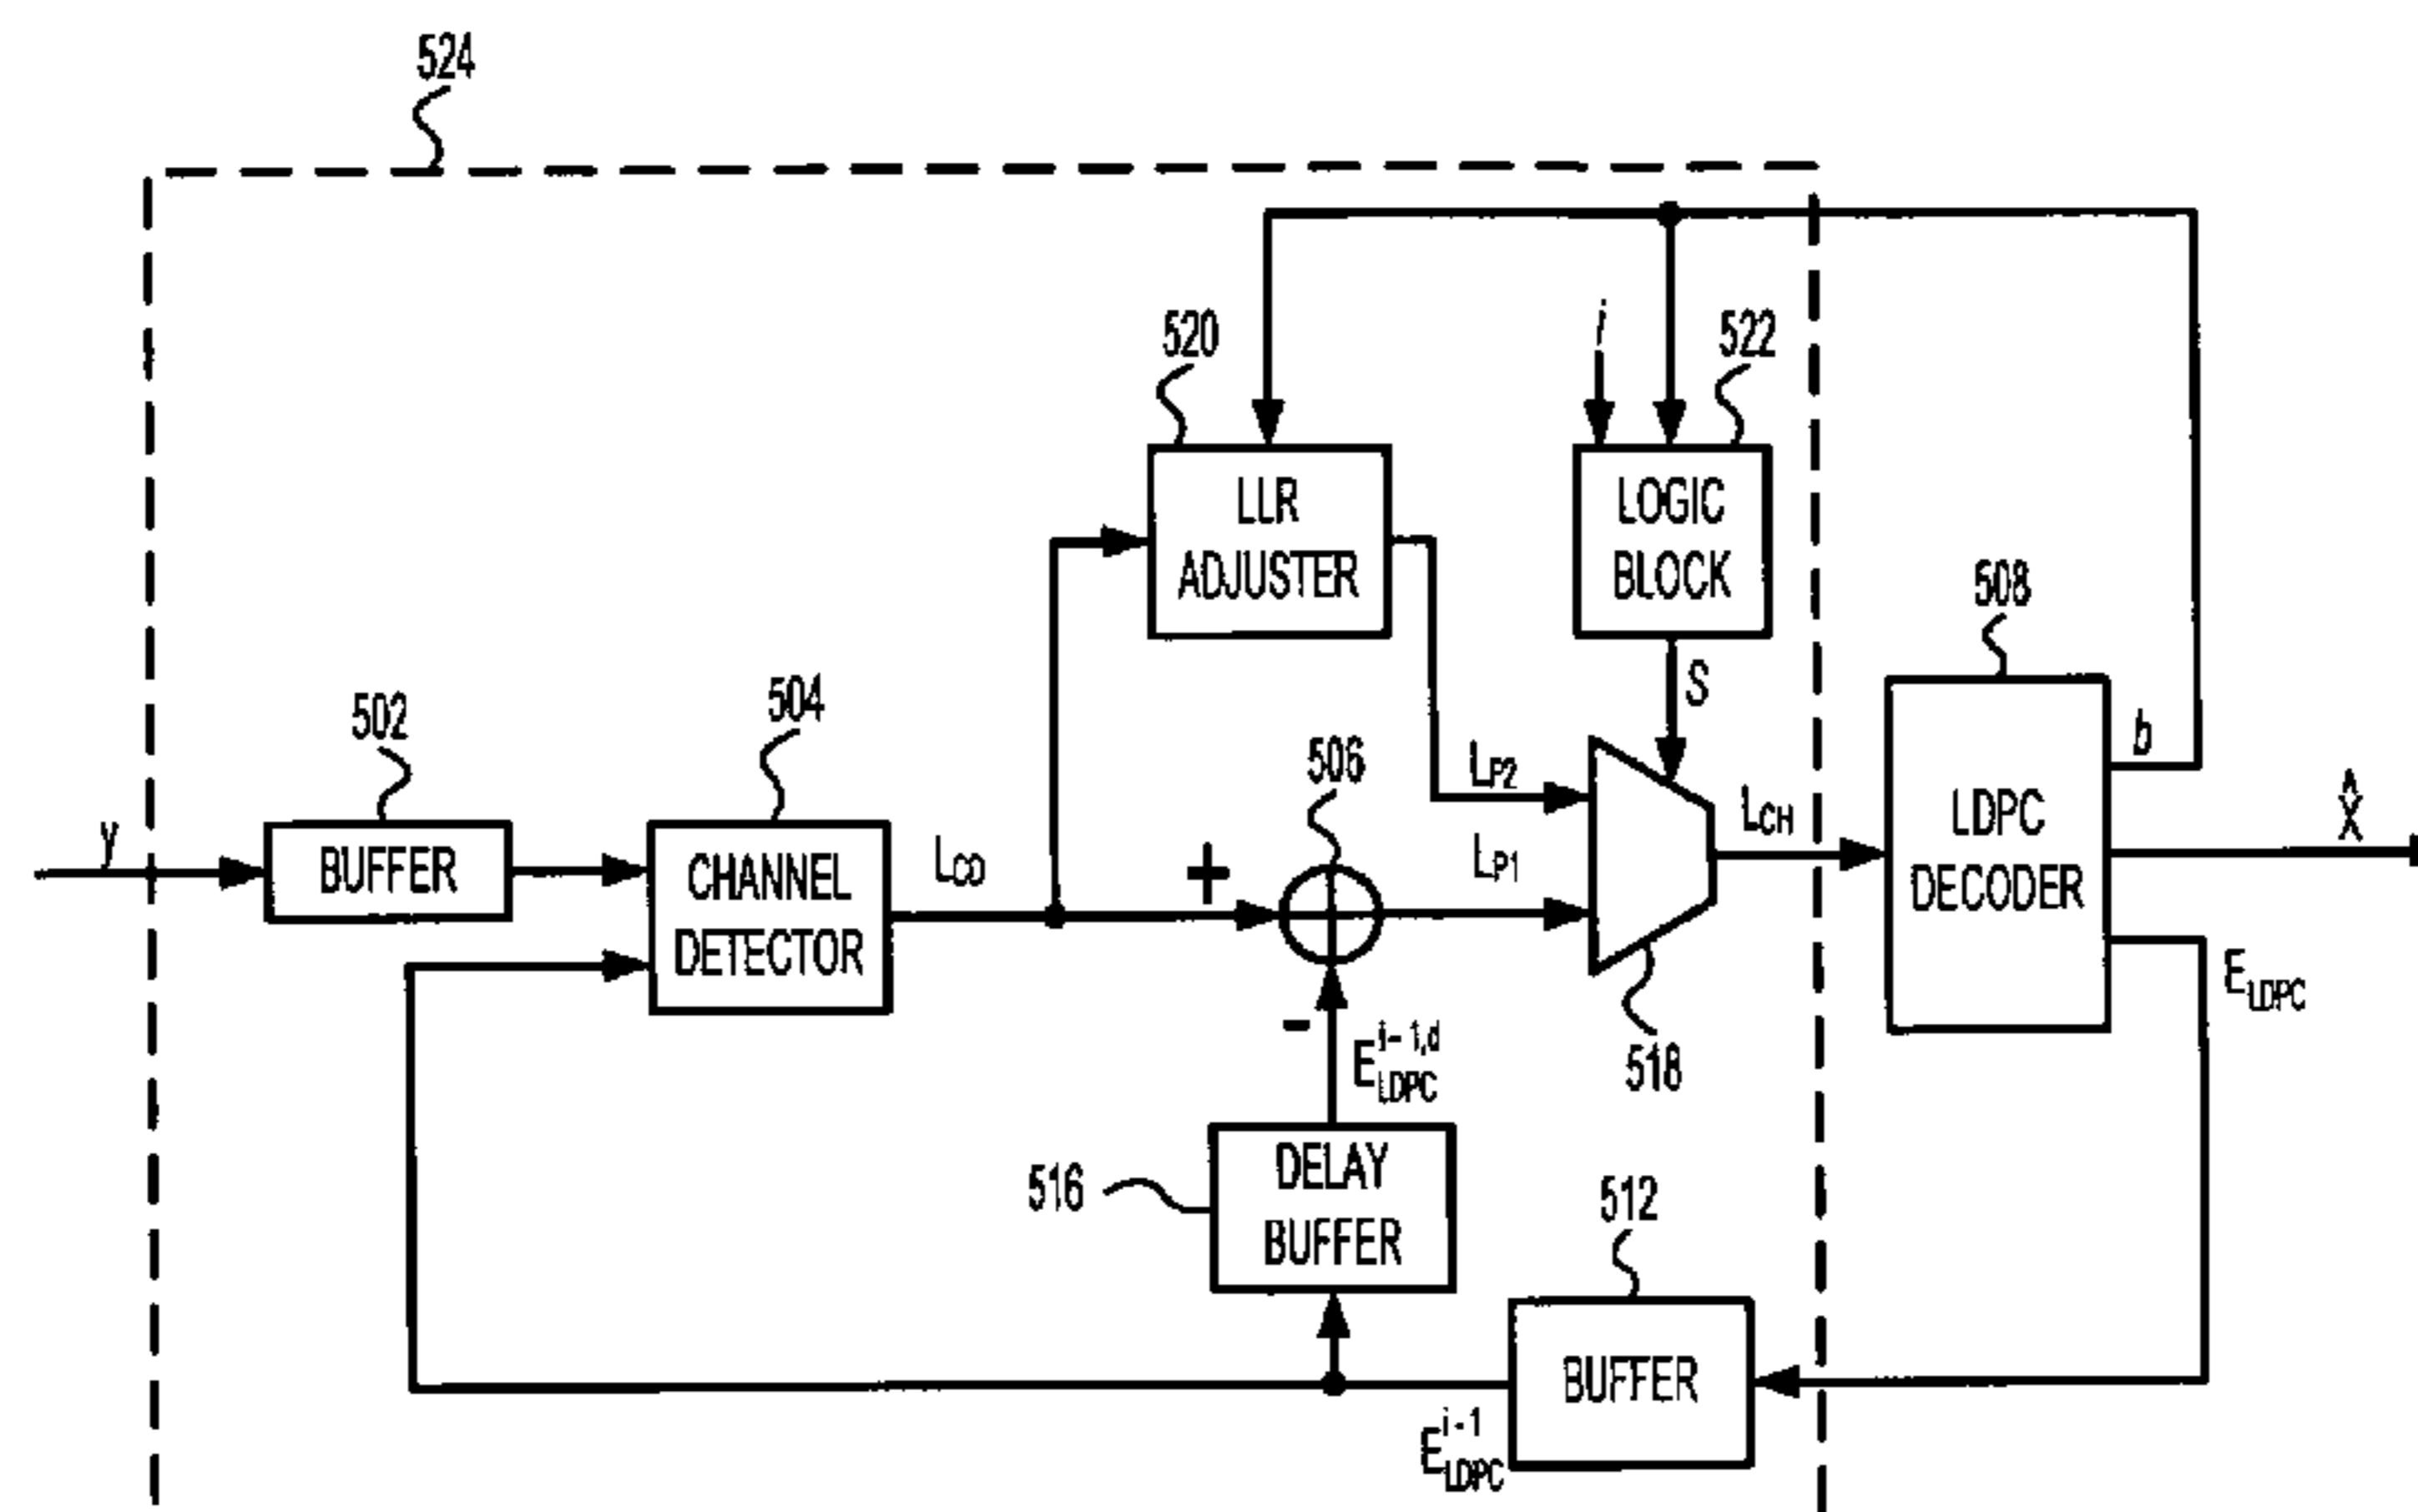 524
520
i
522
LLR
ADJUSTER
LOGIC
BLOCK
508
502
504
506
S
b
y
BUFFER
CHANNEL
DETECTOR
LCD
+
LP2
LP1
LCH
LDPC
DECODER
X̂
-
E i-1,d LDPC
518
ELDPC
516
DELAY
BUFFER
512
BUFFER
E i-1 LDPC